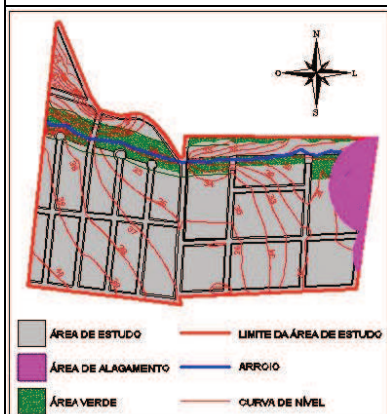 N
O L
S
ÁREA DE ESTUDO
LIMITE DA ÁREA DE ESTUDO
ÁREA DE ALAGAMENTO
ARROIO
ÁREA VERDE
CURVA DE NÍVEL